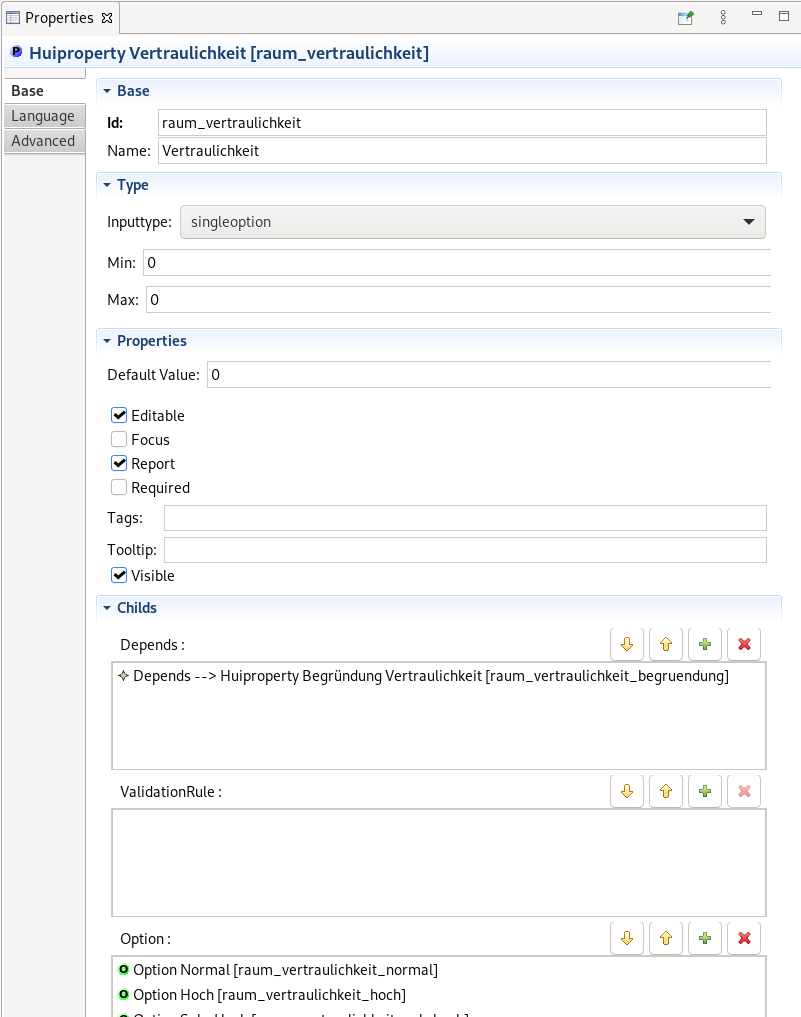 Properties
Huiproperty Vertraulichkeit [raum_vertraulichkeit]
Base
Language
Advanced
Base
Id: raum_vertraulichkeit
Name: Vertraulichkeit
Type
Inputtype: singleoption
Min: 0
Max: 0
Properties
Default Value: 0
Editable
Focus
Report
Required
Tags:
Tooltip:
Visible
Childs
Depends :
Depends --> Huiproperty Begründung Vertraulichkeit [raum_vertraulichkeit_begruendung]
ValidationRule :
Option :
Option Normal [raum_vertraulichkeit_normal]
Option Hoch [raum_vertraulichkeit_hoch]